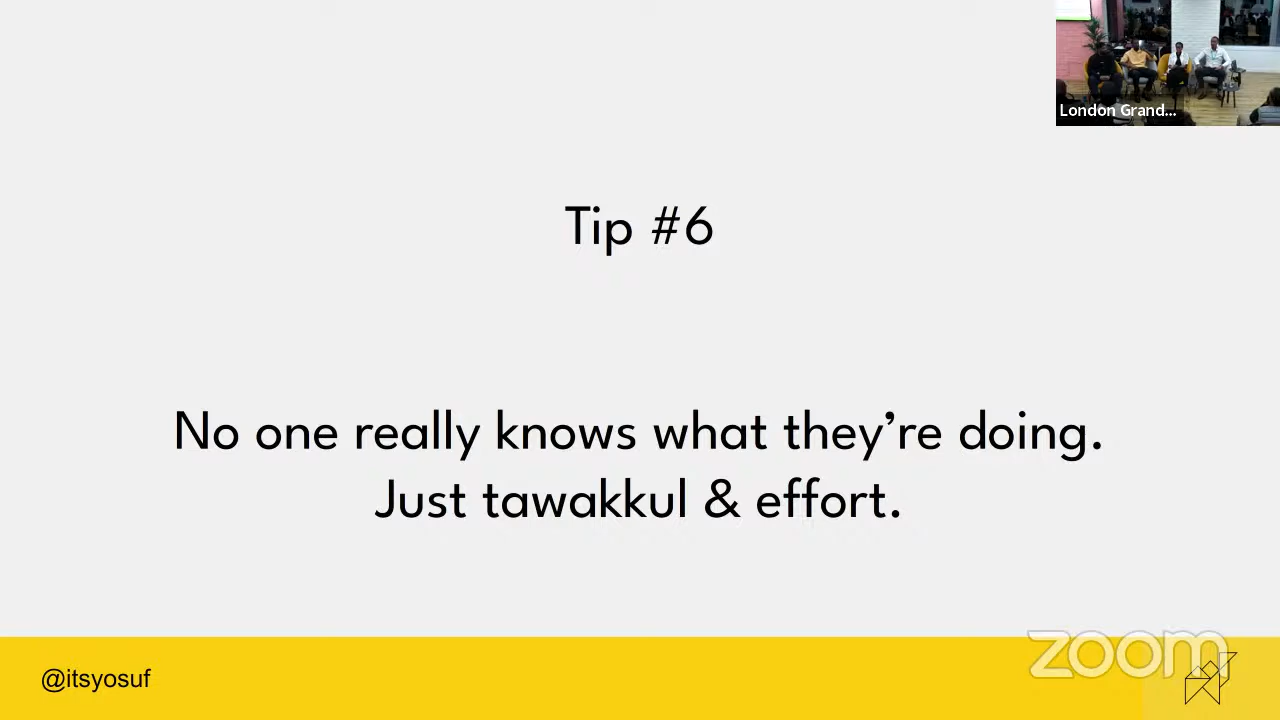 London Grand...
Tip #6
No one really knows what they’re doing.
Just tawakkul & effort.
@itsyosuf
zoom